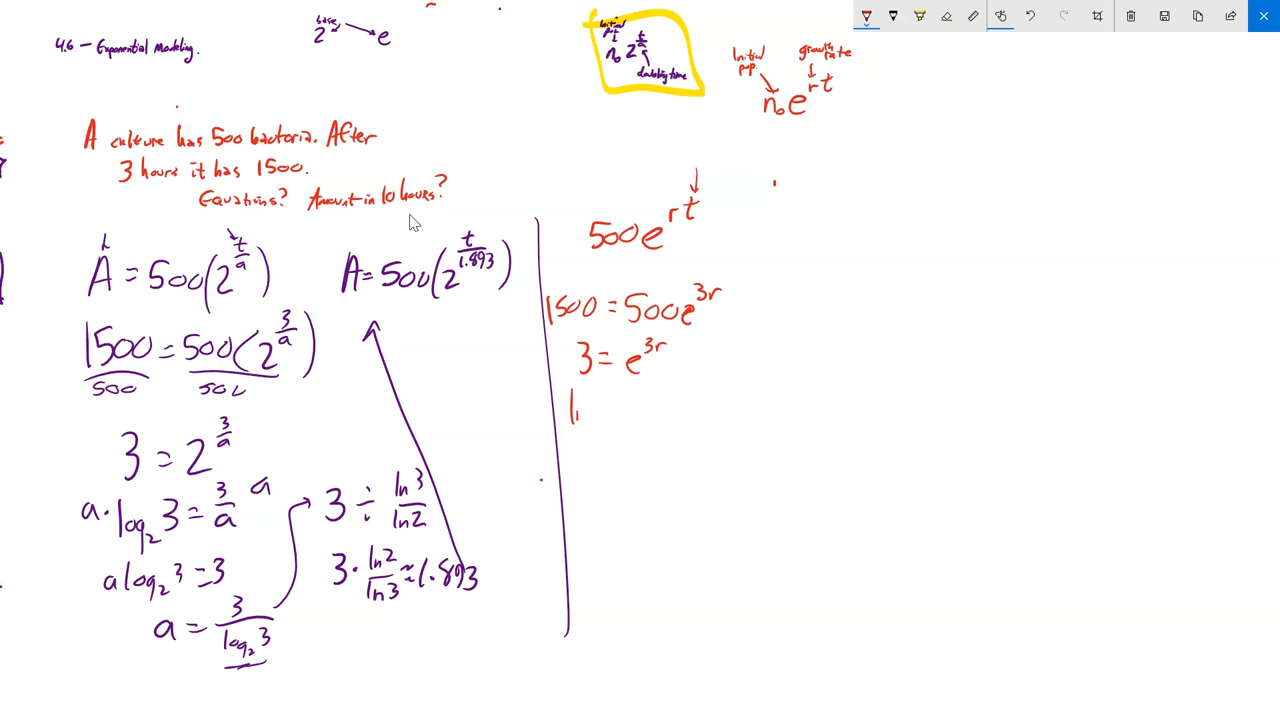 4.6 - Exponential Modeling.
base
2 → e
initial
pop
n₀ 2^(t/a)
doubling time
Initial
pop.
growth
rate
n₀e^(rt)
A culture has 500 bacteria. After
3 hours it has 1500.
Equations? Amount in 10 hours?
A = 500(2^(t/a))
1500 = 500(2^(3/a))
500 500
3 = 2^(3/a)
a · log₂ 3 = 3/a a
a log₂ 3 = 3
a = 3/(log₂ 3)
A = 500(2^(t/1.893))
3 ÷ ln3/ln2
3 · ln2/ln3 ≈ 1.893
500e^(rt)
1500 = 500e^(3r)
3 = e^(3r)